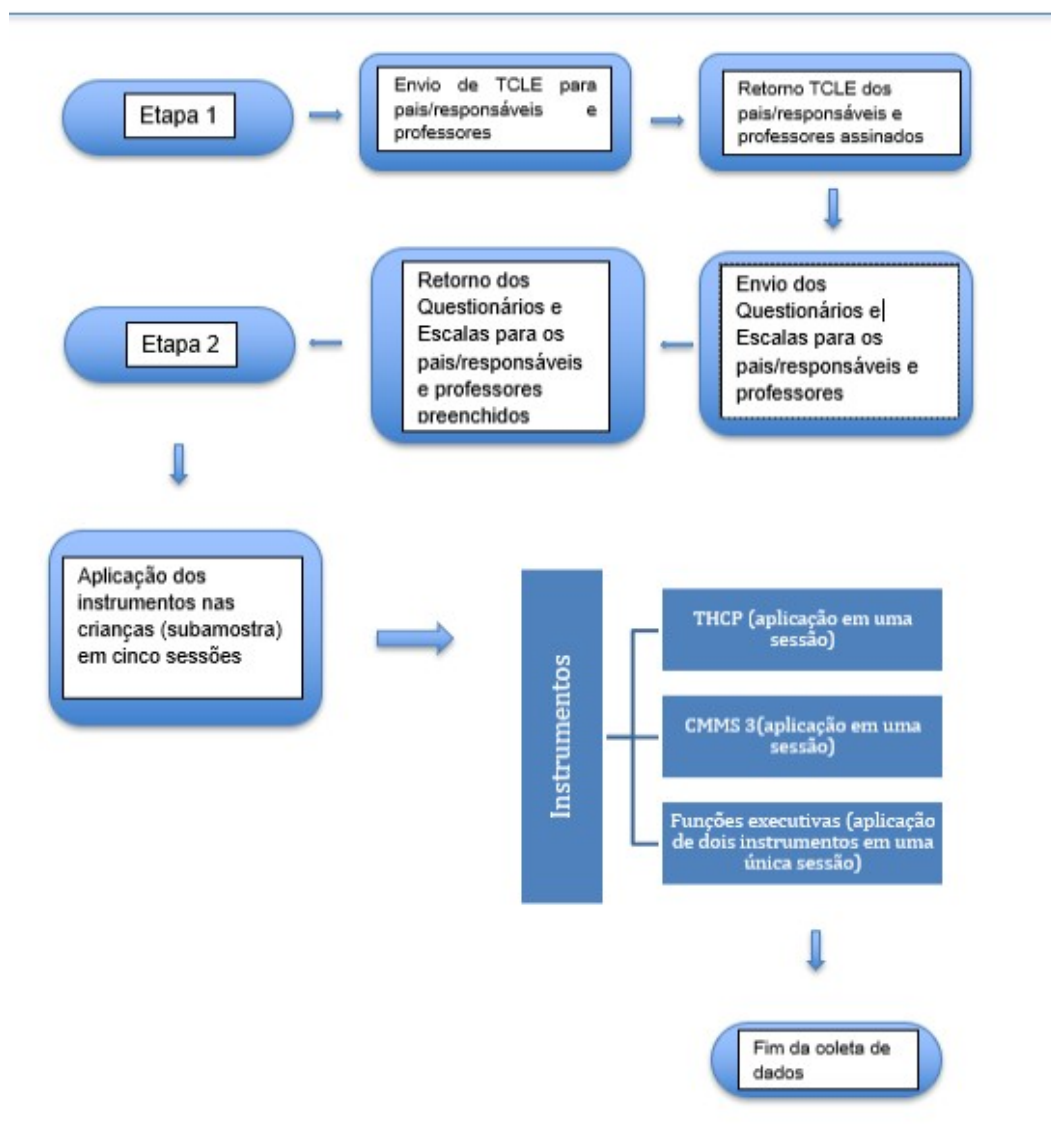 Etapa 1
Envio de TCLE para
pais/responsáveis e
professores
Retorno TCLE dos
pais/responsáveis e
professores assinados
Envio dos
Questionários e
Escalas para os
pais/responsáveis e
professores
Retorno dos
Questionários e
Escalas para os
pais/responsáveis
e professores
preenchidos
Etapa 2
Aplicação dos
instrumentos nas
crianças (subamostra)
em cinco sessões
Instrumentos
THCP (aplicação em uma
sessão)
CMMS 3(aplicação em uma
sessão)
Funções executivas (aplicação
de dois instrumentos em uma
única sessão)
Fim da coleta de
dados